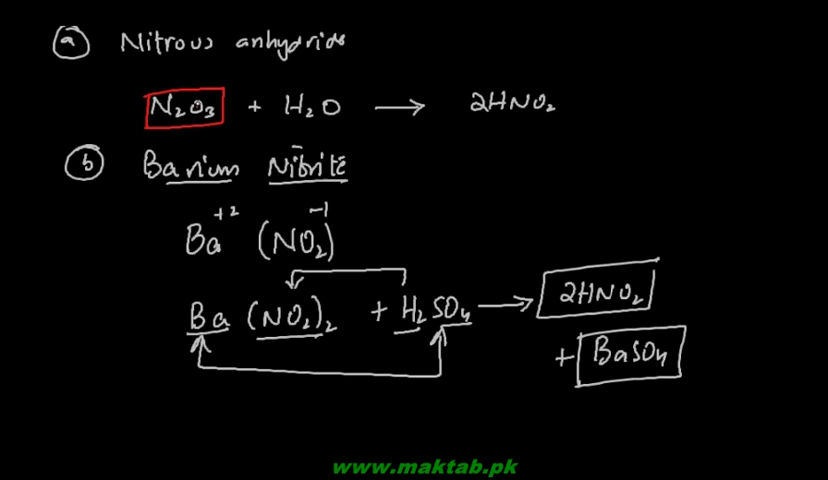 (a) Nitrous anhydride
N₂O₃ + H₂O → 2HNO₂
(b) Barium Nitrite
Ba⁺² (NO₂)⁻¹
Ba (NO₂)₂ + H₂SO₄ → 2HNO₂
+ BaSO₄
www.maktab.pk